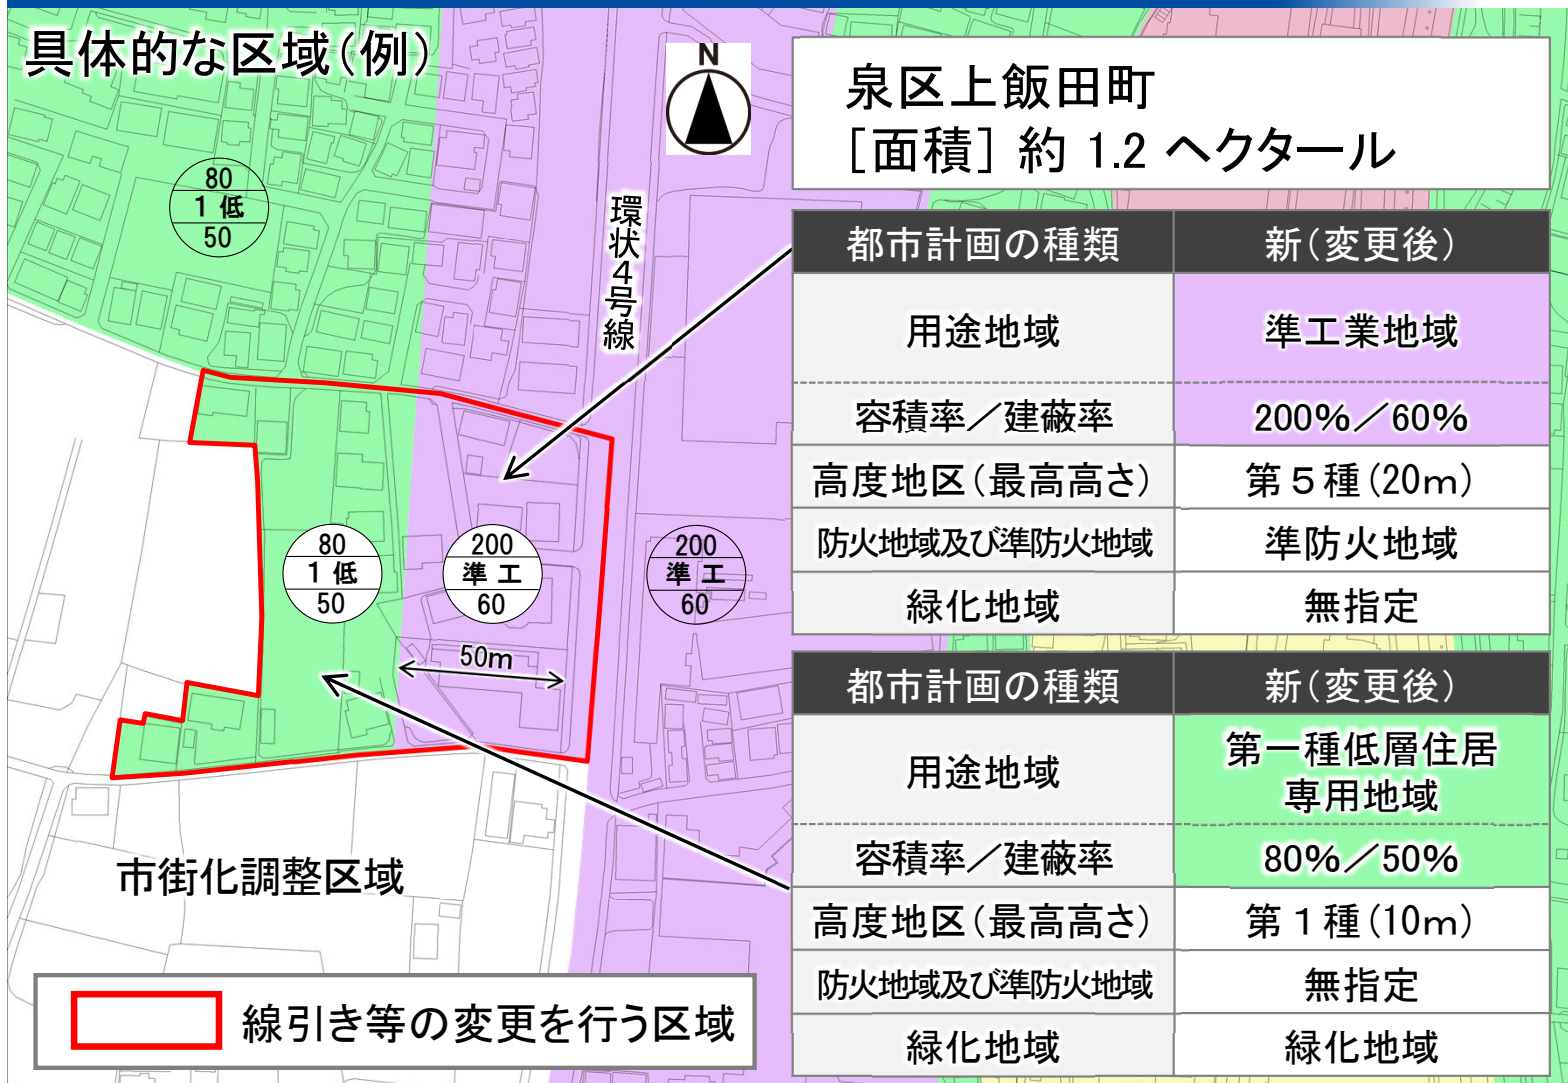 具体的な区域(例)
N
泉区上飯田町
[面積] 約 1.2 ヘクタール
80
1 低
50
環状4号線
都市計画の種類 新(変更後)
用途地域 準工業地域
容積率／建蔽率 200%／60%
高度地区(最高高さ) 第5種(20m)
防火地域及び準防火地域 準防火地域
緑化地域 無指定
80
1 低
50
200
準 工
60
200
準 工
60
50m
都市計画の種類 新(変更後)
用途地域 第一種低層住居
専用地域
容積率／建蔽率 80%／50%
高度地区(最高高さ) 第1種(10m)
防火地域及び準防火地域 無指定
緑化地域 緑化地域
市街化調整区域
線引き等の変更を行う区域